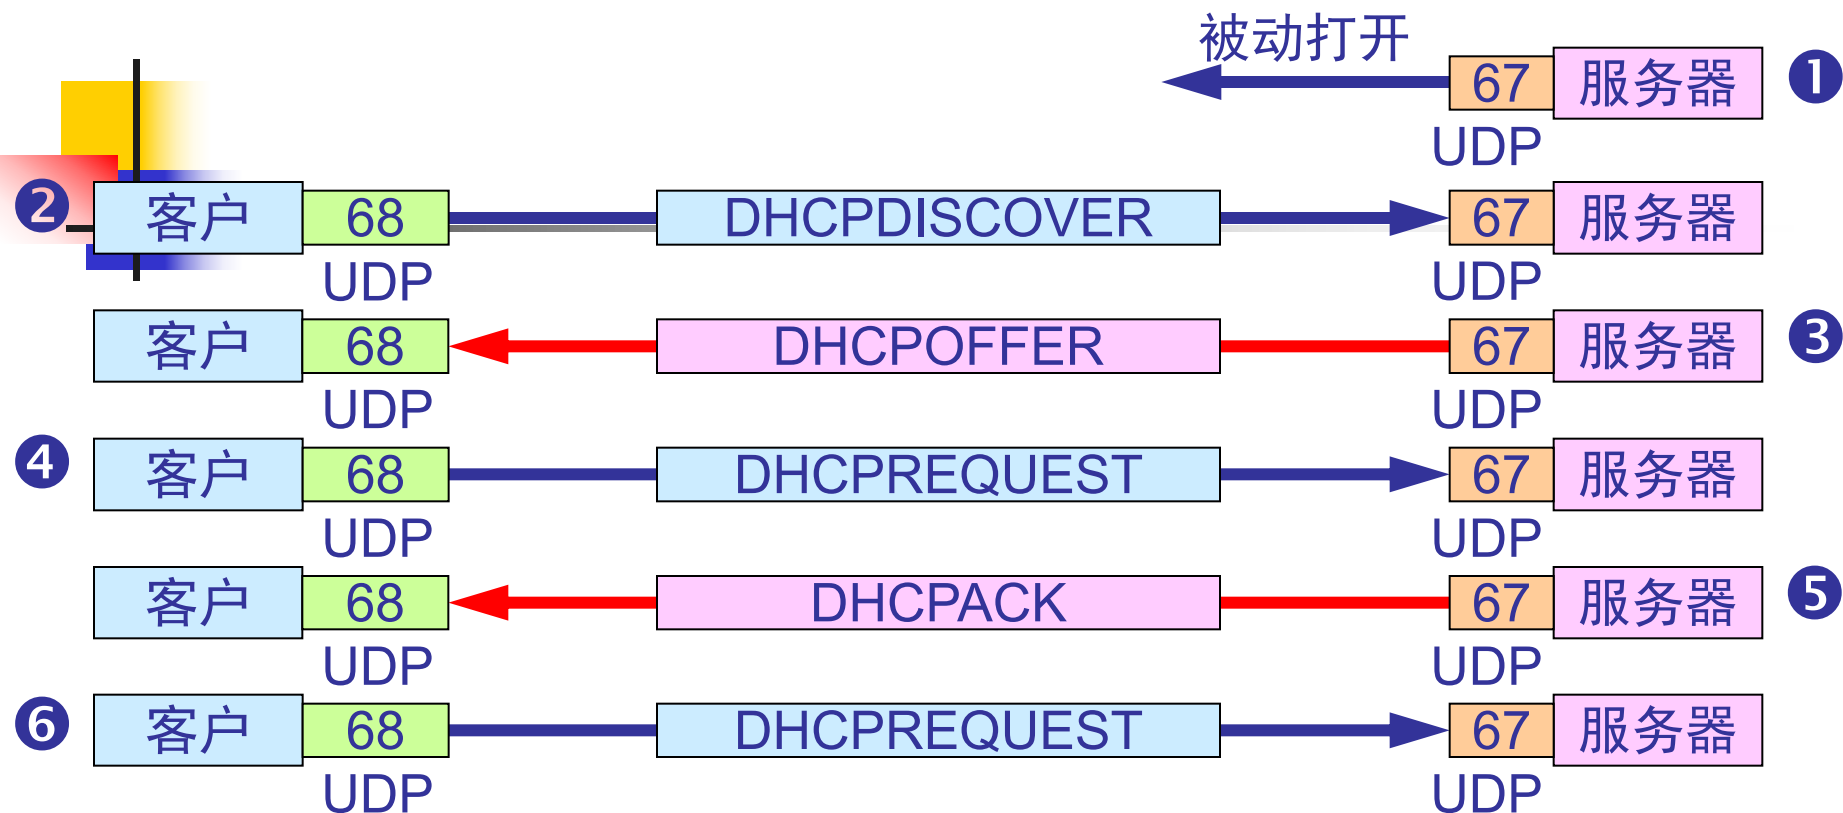 被动打开
67 服务器 ❶
UDP
❷ 客户 68 DHCPDISCOVER 67 服务器
UDP UDP
客户 68 DHCPOFFER 67 服务器 ❸
UDP UDP
❹ 客户 68 DHCPREQUEST 67 服务器
UDP UDP
客户 68 DHCPACK 67 服务器 ❺
UDP UDP
❻ 客户 68 DHCPREQUEST 67 服务器
UDP UDP